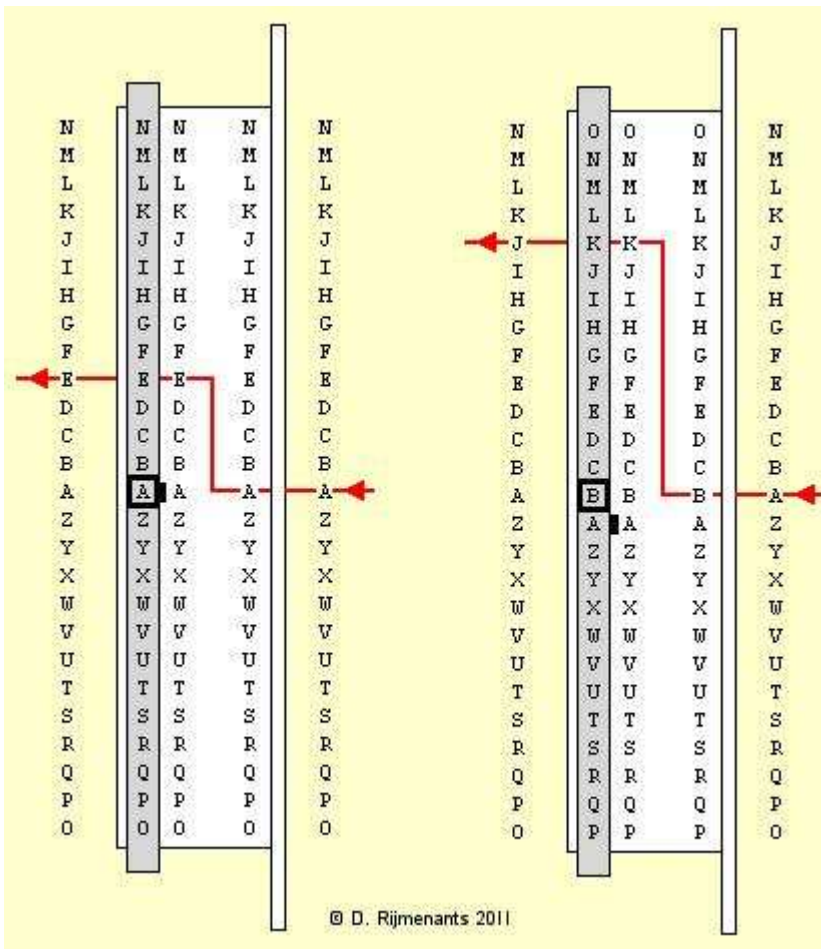 N N N N N N O O O N
M M M M M M N N N M
L L L L L L M M M L
K K K K K K L L L K
J J J J J J K K K J
I I I I I I J J J I
H H H H H H I I I H
G G G G G G H H H G
F F F F F F G G G F
E E E E E E F F F E
D D D D D D E E E D
C C C C C C D D D C
B B B B B B C C C B
A A A A A A B B B A
Z Z Z Z Z Z A A A Z
Y Y Y Y Y Y Z Z Z Y
X X X X X X Y Y Y X
W W W W W W X X X W
V V V V V V W W W V
U U U U U U V V V U
T T T T T T U U U T
S S S S S S T T T S
R R R R R R S S S R
Q Q Q Q Q Q R R R Q
P P P P P P Q Q Q P
O O O O O O P P P O
© D. Rijmenants 2011